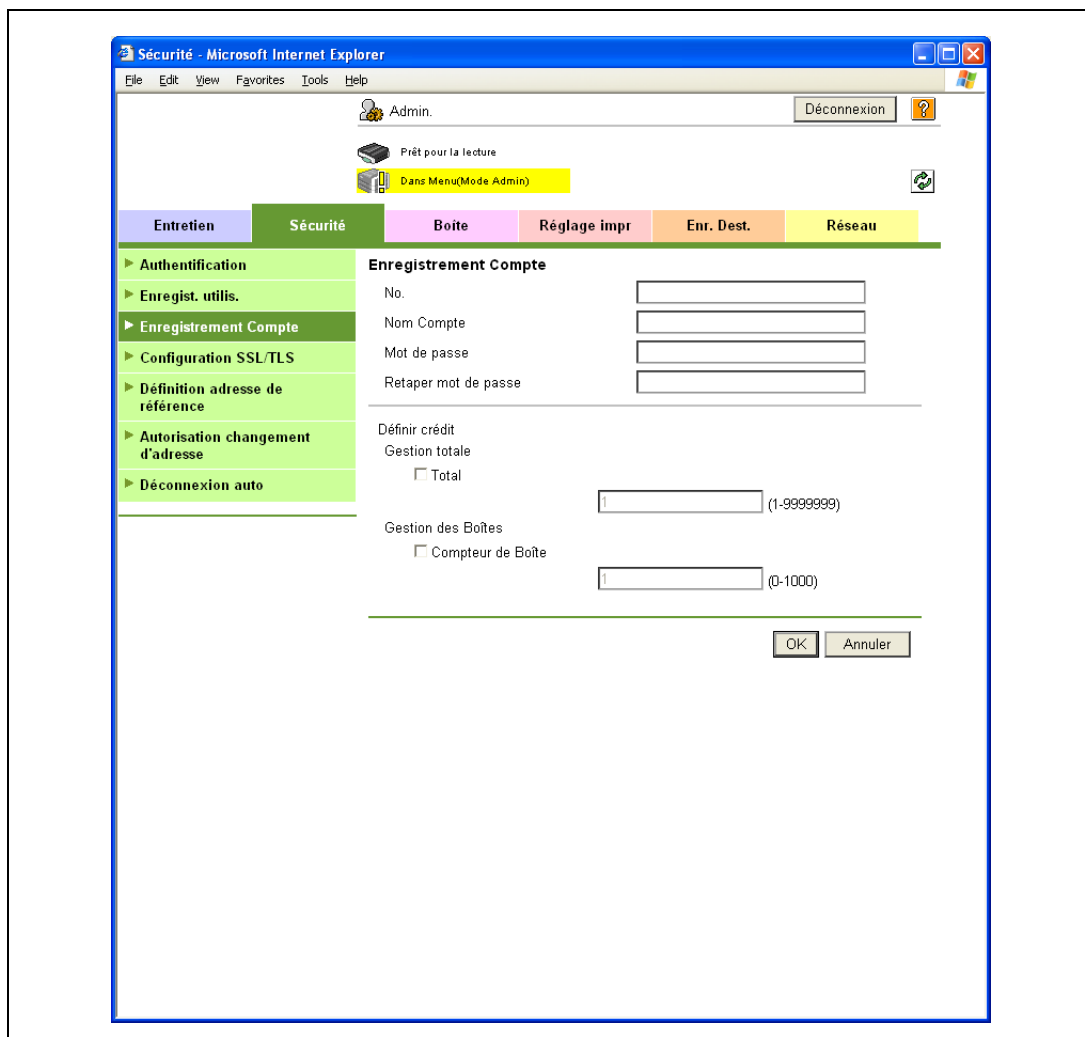 Sécurité - Microsoft Internet Explorer
File Edit View Favorites Tools Help
Admin. Déconnexion ?
Prêt pour la lecture
Dans Menu(Mode Admin)
Entretien Sécurité Boîte Réglage impr Enr. Dest. Réseau
Authentification
Enregist. utilis.
Enregistrement Compte
Configuration SSL/TLS
Définition adresse de
référence
Autorisation changement
d'adresse
Déconnexion auto
Enregistrement Compte
No.
Nom Compte
Mot de passe
Retaper mot de passe
Définir crédit
Gestion totale
Total
1 (1-9999999)
Gestion des Boîtes
Compteur de Boîte
1 (0-1000)
OK Annuler